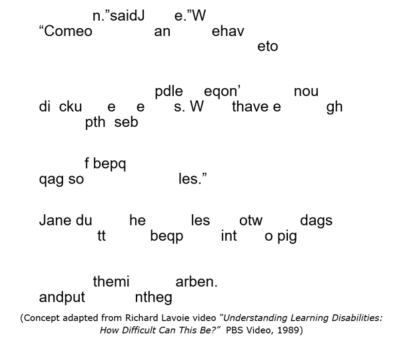 n.”saidJ e.”W
“Comeo an ehav
eto
pdle eqon’ nou
di cku e e s. W thave e gh
pth seb
f bepq
qag so les.”
Jane du he les otw dags
tt beqp int o pig
themi arben.
andput ntheg
(Concept adapted from Richard Lavoie video “Understanding Learning Disabilities:
How Difficult Can This Be?” PBS Video, 1989)